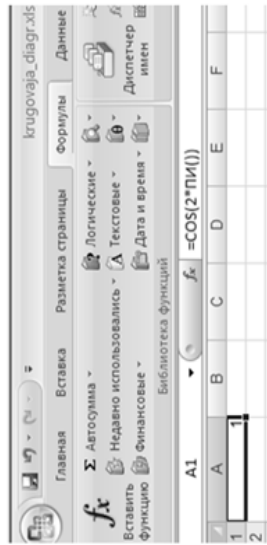 krugovaja_diagr.xls
Главная Вставка Разметка страницы Формулы Данные
fx Вставить функцию
Σ Автосумма
Недавно использовались
Финансовые
Логические
Текстовые
Дата и время
Диспетчер имен
Библиотека функций
A1 fx =COS(2*ПИ())
A B C D E F
1 1
2